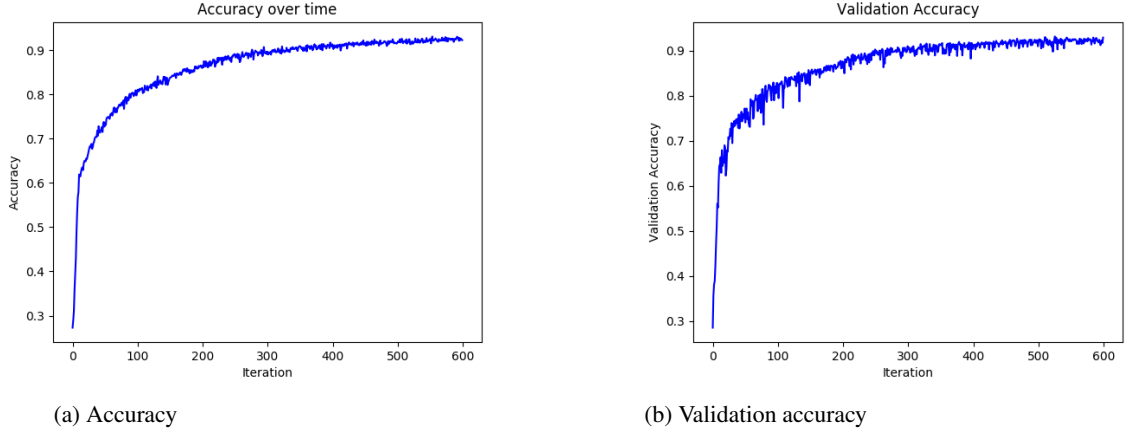 Accuracy over time
0.9
0.8
0.7
0.6
0.5
0.4
0.3
Accuracy
0 100 200 300 400 500 600
Iteration
(a) Accuracy
Validation Accuracy
0.9
0.8
0.7
0.6
0.5
0.4
0.3
Validation Accuracy
0 100 200 300 400 500 600
Iteration
(b) Validation accuracy